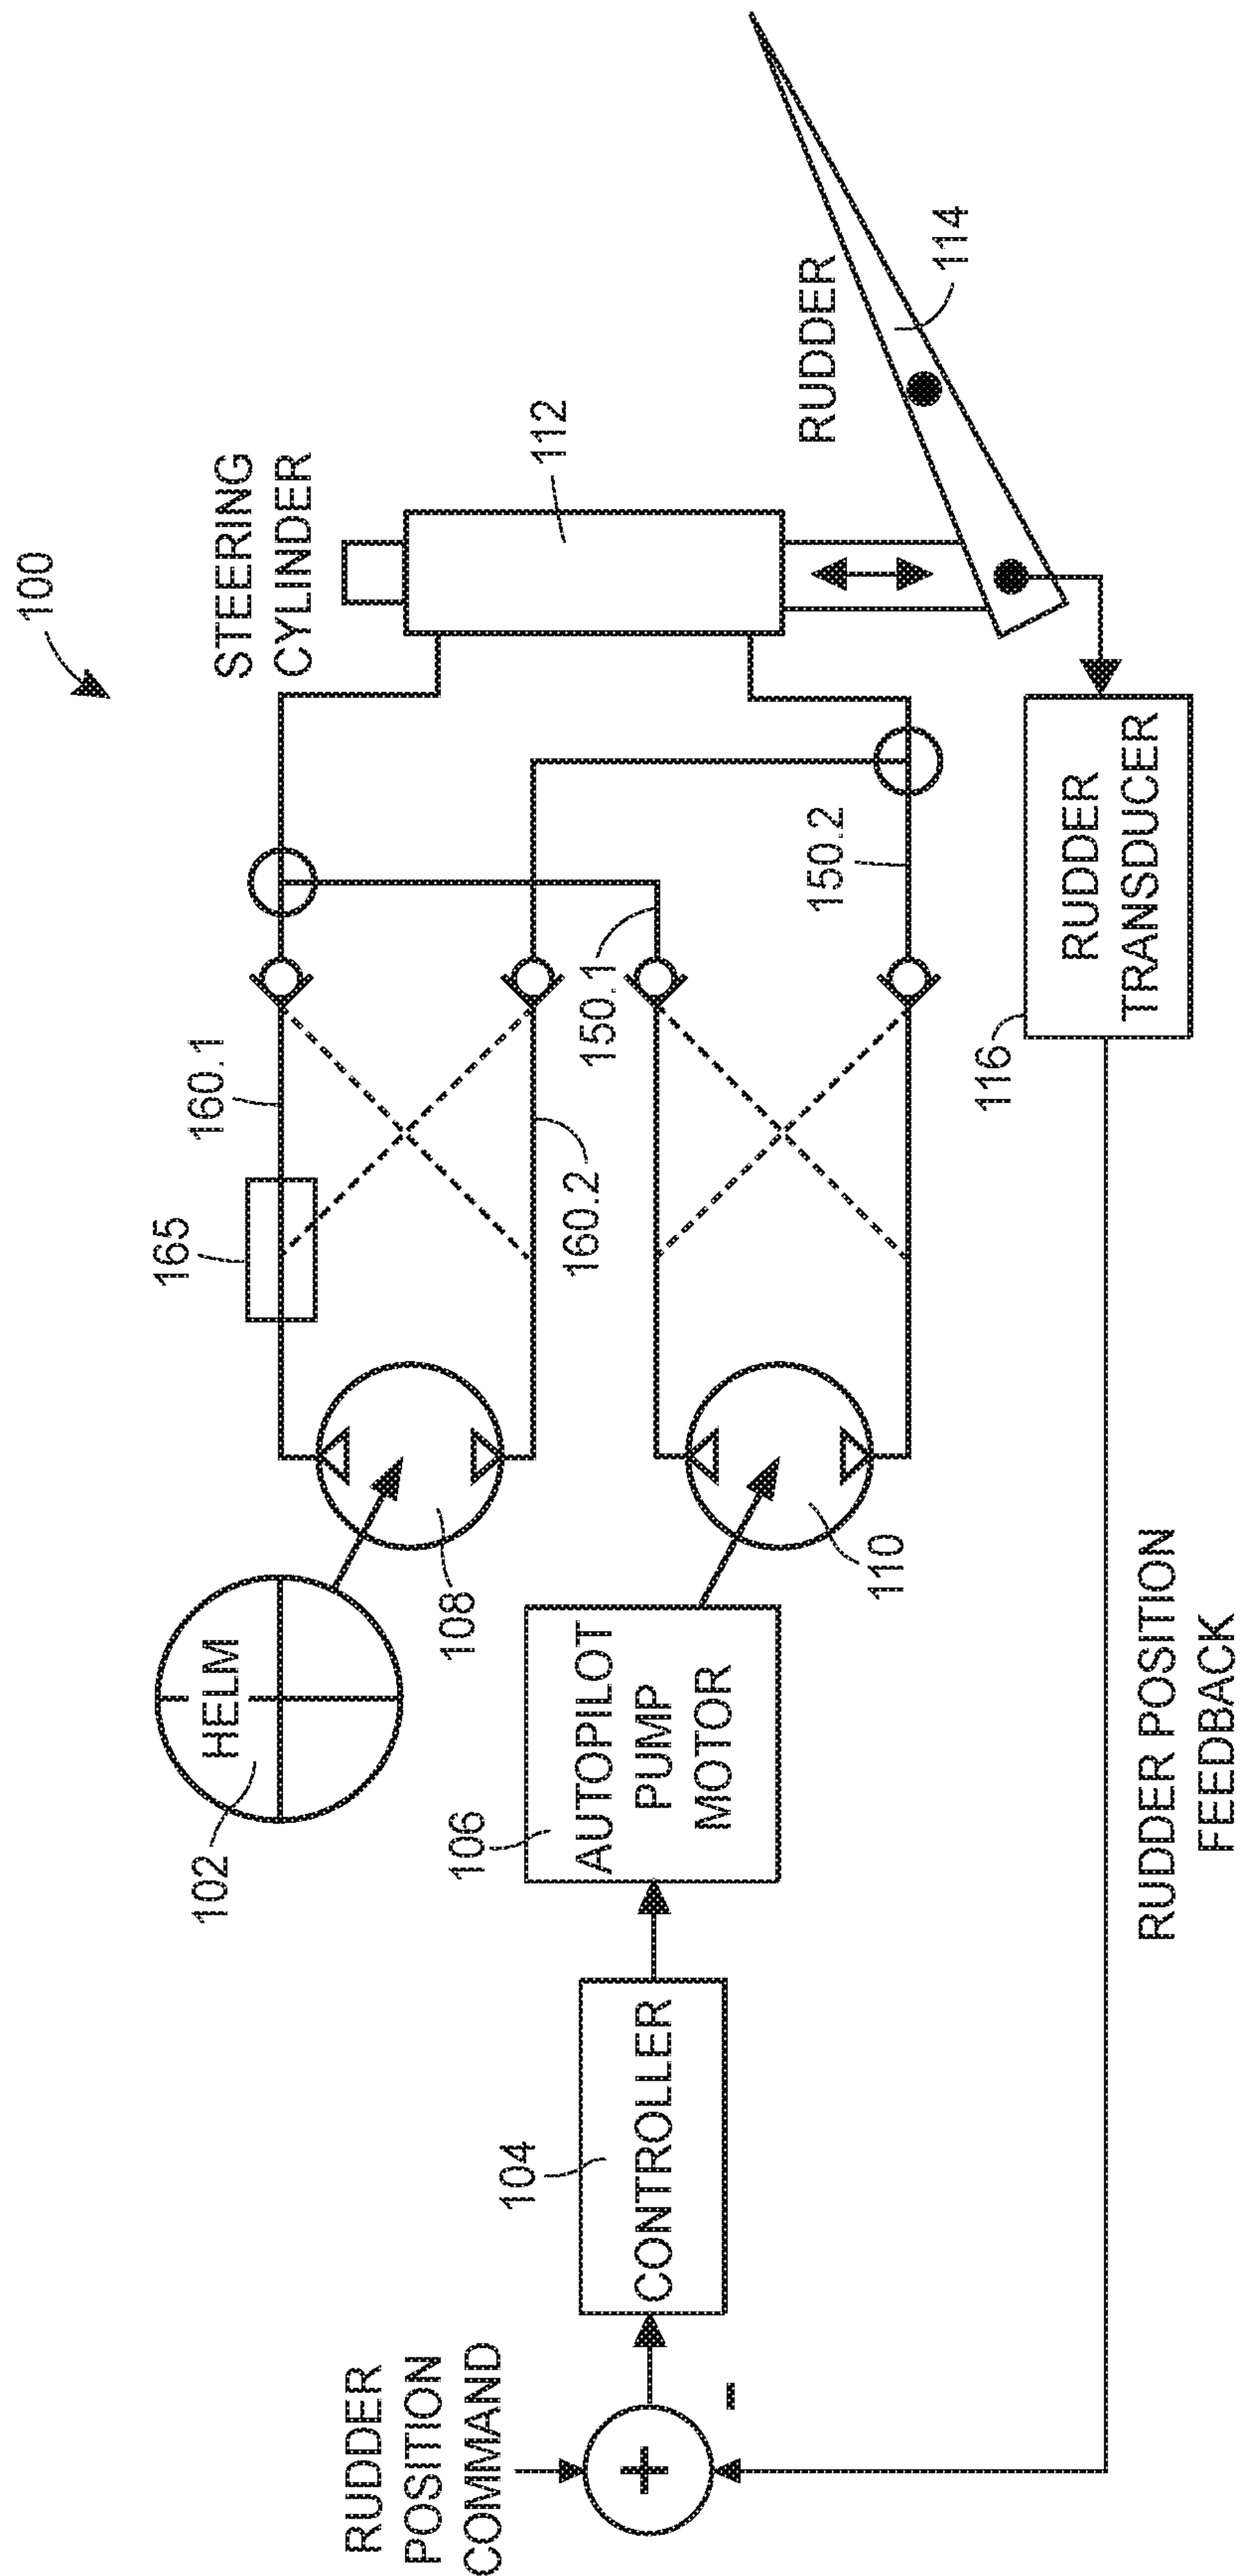 100
STEERING
CYLINDER
112
RUDDER
114
160.1
165
160.2
150.1
150.2
HELM
102
108
110
AUTOPILOT
PUMP
MOTOR
106
CONTROLLER
104
RUDDER
POSITION
COMMAND
+
-
RUDDER
TRANSDUCER
116
RUDDER POSITION
FEEDBACK